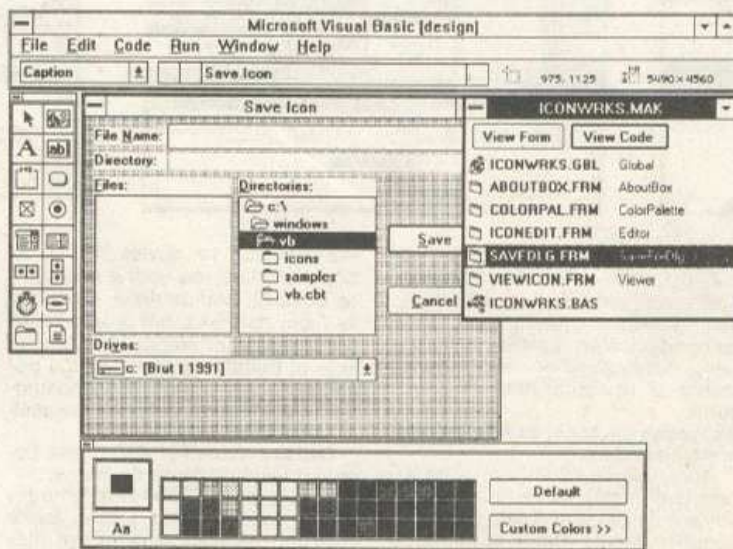 Microsoft Visual Basic [design]
File Edit Code Run Window Help
Caption Save Icon 975, 1125 5490×4560
Save Icon
File Name:
Directory:
Files:
Directories:
c:\
windows
vb
icons
samples
vb.cbt
Save
Cancel
Drives:
c: [Brut 1 1991]
ICONWRKS.MAK
View Form View Code
ICONWRKS.GBL Global
ABOUTBOX.FRM AboutBox
COLORPAL.FRM ColorPalette
ICONEDIT.FRM Editor
SAVEDLG.FRM
VIEWICON.FRM Viewer
ICONWRKS.BAS
A ab
Aa
Default
Custom Colors >>